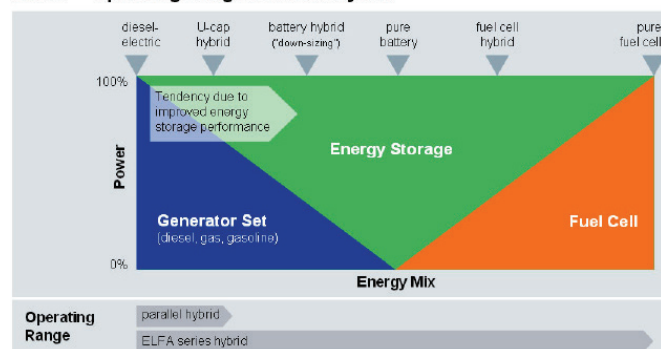 diesel-
electric
U-cap
hybrid
battery hybrid
("down-sizing")
pure
battery
fuel cell
hybrid
pure
fuel cell
100%
Tendency due to
improved energy
storage performance
Energy Storage
Power
Generator Set
(diesel, gas, gasoline)
Fuel Cell
0%
Energy Mix
Operating
Range
parallel hybrid
ELFA series hybrid